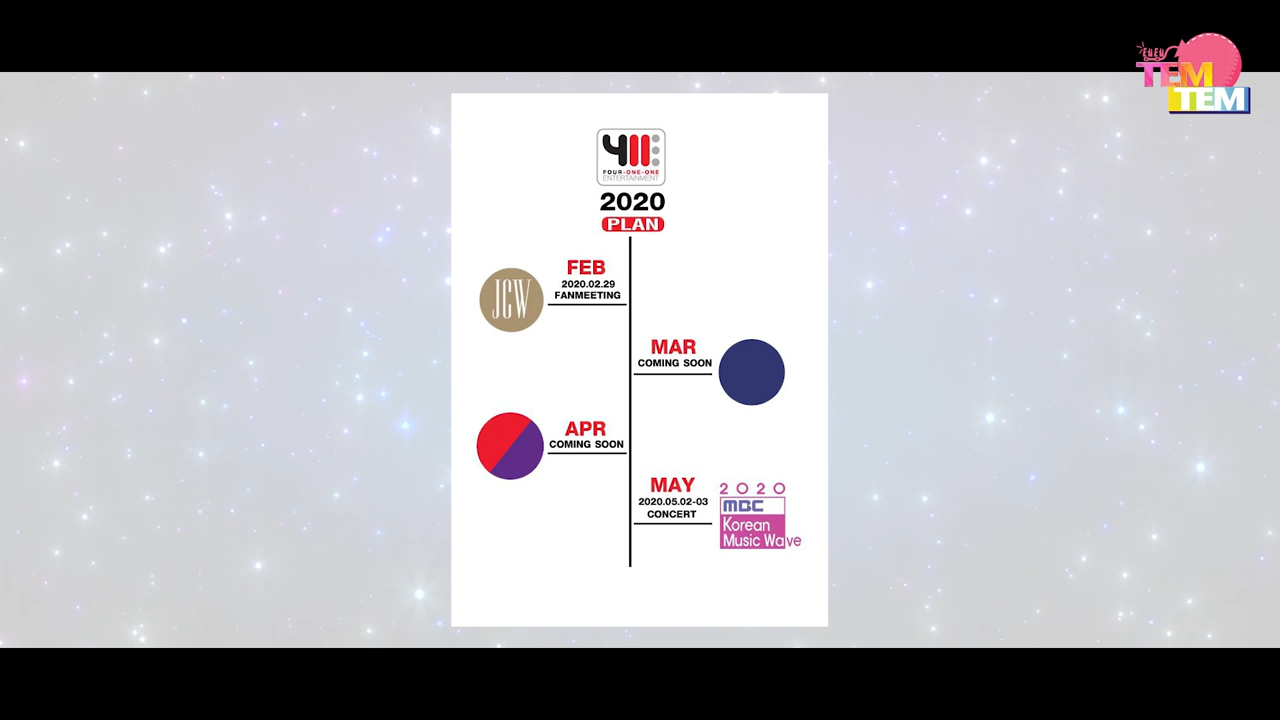 TEM
TEM
411
FOUR-ONE-ONE
ENTERTAINMENT
2020
PLAN
FEB
2020.02.29
FANMEETING
JCW
MAR
COMING SOON
APR
COMING SOON
MAY
2020.05.02-03
CONCERT
2020
MBC
Korean
Music Wave